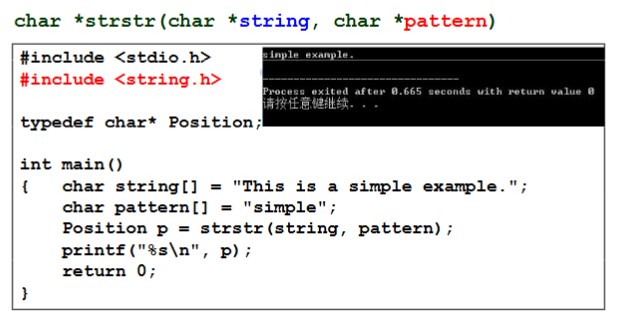 char *strstr(char *string, char *pattern)
#include <stdio.h>
#include <string.h>
typedef char* Position;
int main()
{ char string[] = "This is a simple example.";
char pattern[] = "simple";
Position p = strstr(string, pattern);
printf("%s\n", p);
return 0;
}
simple example.
--------------------------------
Process exited after 0.665 seconds with return value 0
请按任意键继续. . .